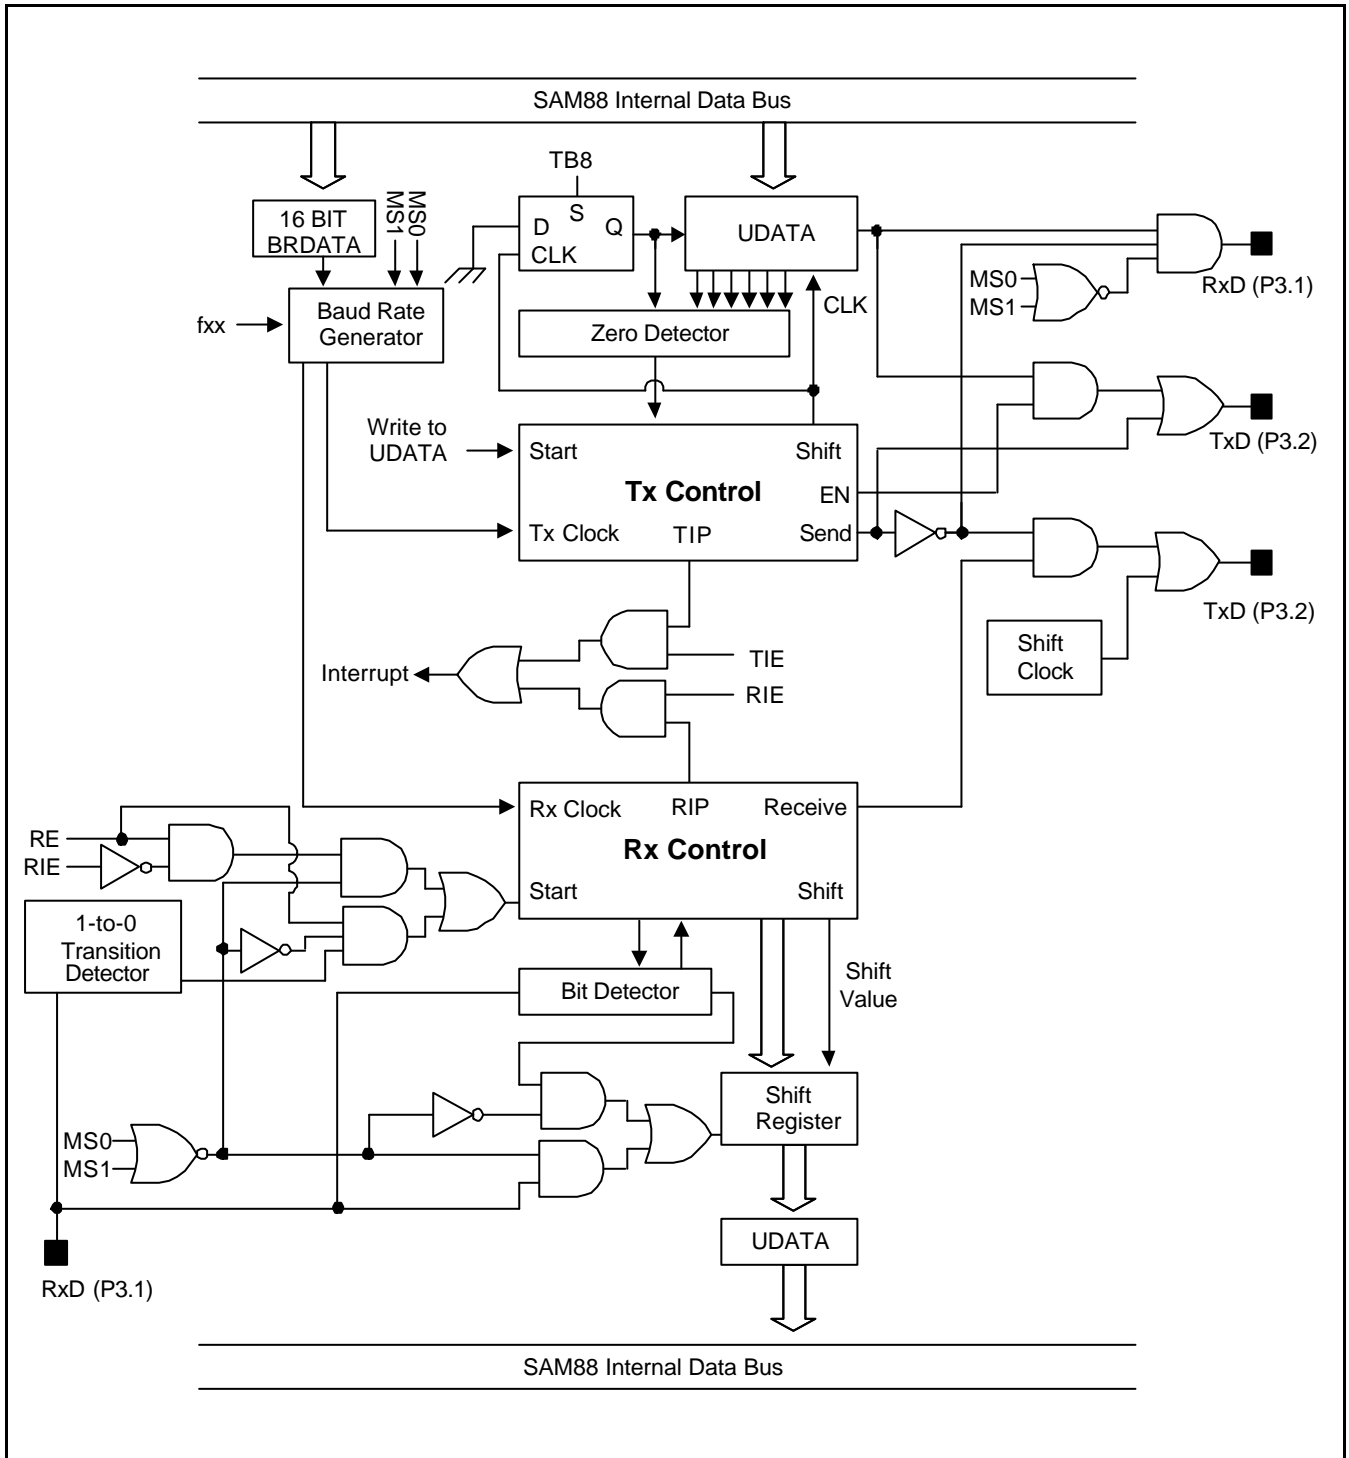 SAM88 Internal Data Bus
TB8
16 BIT
BRDATA
MS1
MS0
D
S
Q
CLK
UDATA
MS0
MS1
RxD (P3.1)
fxx
Baud Rate
Generator
Zero Detector
CLK
Write to
UDATA
Start
Shift
Tx Control
EN
Tx Clock
TIP
Send
TxD (P3.2)
TxD (P3.2)
Shift
Clock
Interrupt
TIE
RIE
Rx Clock
RIP
Receive
Rx Control
Start
Shift
RE
RIE
1-to-0
Transition
Detector
Bit Detector
Shift
Value
Shift
Register
MS0
MS1
UDATA
RxD (P3.1)
SAM88 Internal Data Bus